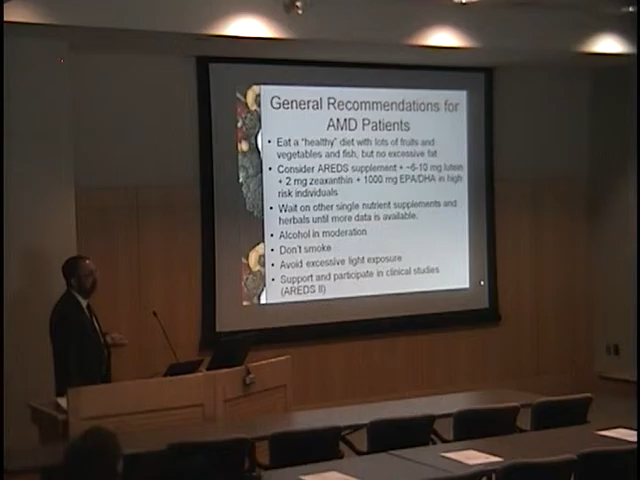 General Recommendations for
AMD Patients
• Eat a "healthy" diet with lots of fruits and
vegetables and fish, but no excessive fat
• Consider AREDS supplement + ~6-10 mg lutein
+ 2 mg zeaxanthin + 1000 mg EPA/DHA in high
risk individuals
• Wait on other single nutrient supplements and
herbals until more data is available.
• Alcohol in moderation
• Don't smoke
• Avoid excessive light exposure
• Support and participate in clinical studies
(AREDS II)